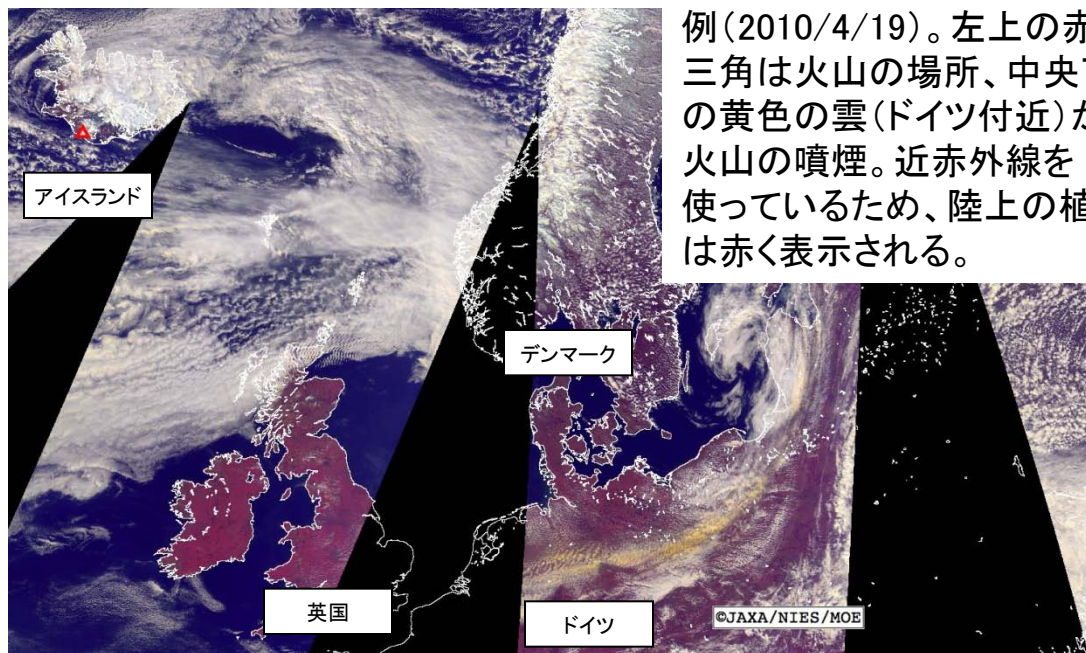 例(2010/4/19)。左上の赤
三角は火山の場所、中央
の黄色の雲(ドイツ付近)
火山の噴煙。近赤外線を
使っているため、陸上の植
は赤く表示される。
アイスランド
デンマーク
英国
ドイツ
©JAXA/NIES/MOE